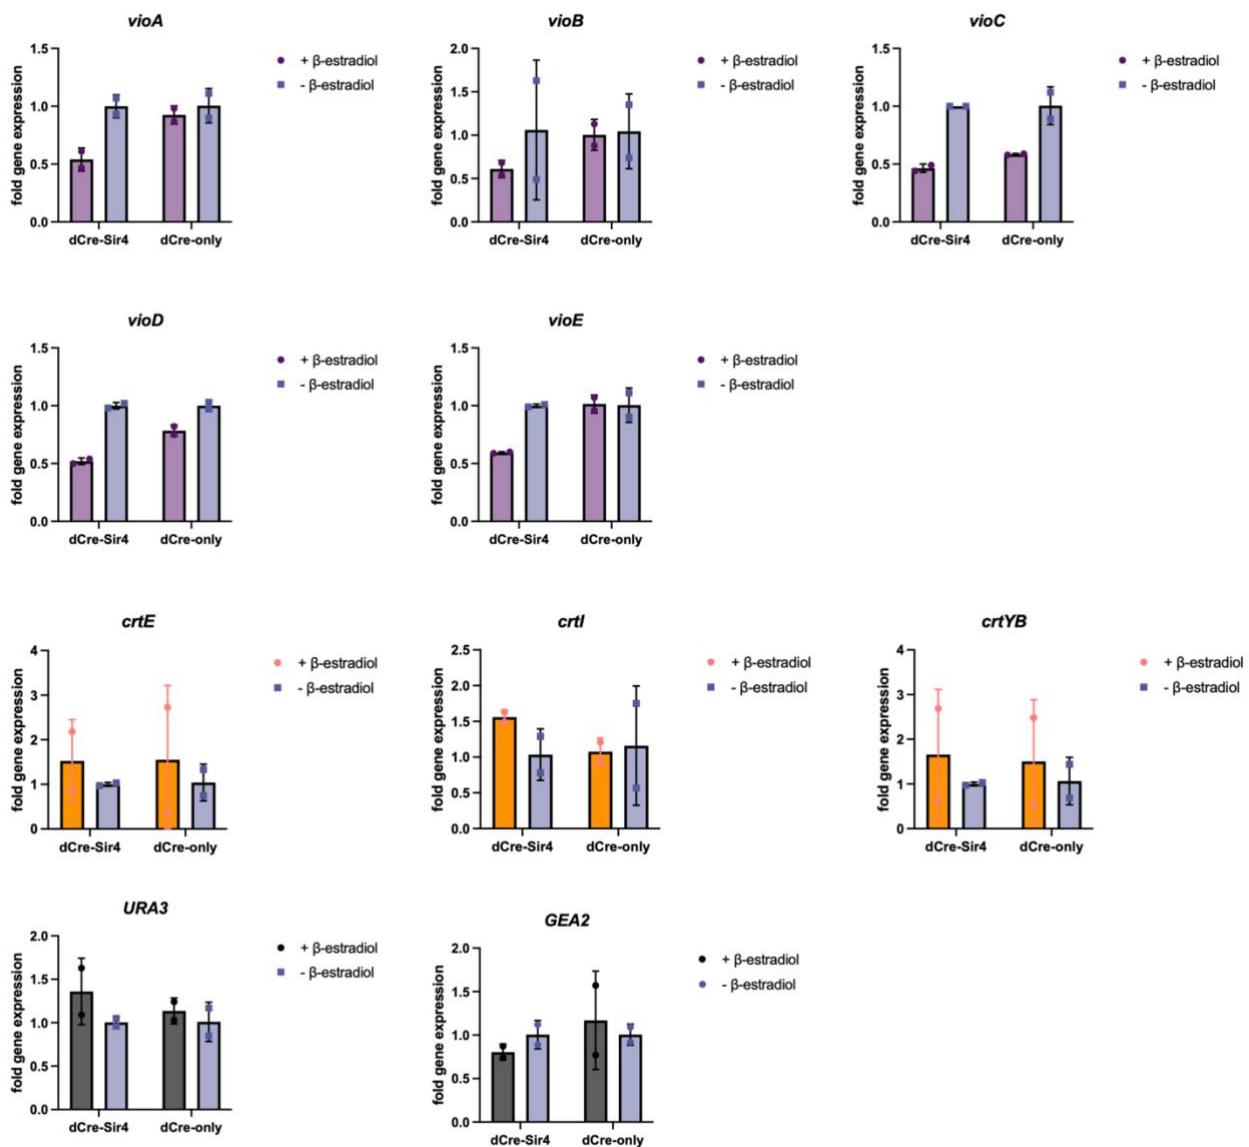 vioA
fold gene expression
1.5
1.0
0.5
0.0
dCre-Sir4 dCre-only
+ β-estradiol
- β-estradiol
vioB
fold gene expression
2.0
1.5
1.0
0.5
0.0
dCre-Sir4 dCre-only
+ β-estradiol
- β-estradiol
vioC
fold gene expression
1.5
1.0
0.5
0.0
dCre-Sir4 dCre-only
+ β-estradiol
- β-estradiol
vioD
fold gene expression
1.5
1.0
0.5
0.0
dCre-Sir4 dCre-only
+ β-estradiol
- β-estradiol
vioE
fold gene expression
1.5
1.0
0.5
0.0
dCre-Sir4 dCre-only
+ β-estradiol
- β-estradiol
crtE
fold gene expression
4
3
2
1
0
dCre-Sir4 dCre-only
+ β-estradiol
- β-estradiol
crtI
fold gene expression
2.5
2.0
1.5
1.0
0.5
0.0
dCre-Sir4 dCre-only
+ β-estradiol
- β-estradiol
crtYB
fold gene expression
4
3
2
1
0
dCre-Sir4 dCre-only
+ β-estradiol
- β-estradiol
URA3
fold gene expression
2.0
1.5
1.0
0.5
0.0
dCre-Sir4 dCre-only
+ β-estradiol
- β-estradiol
GEA2
fold gene expression
2.0
1.5
1.0
0.5
0.0
dCre-Sir4 dCre-only
+ β-estradiol
- β-estradiol